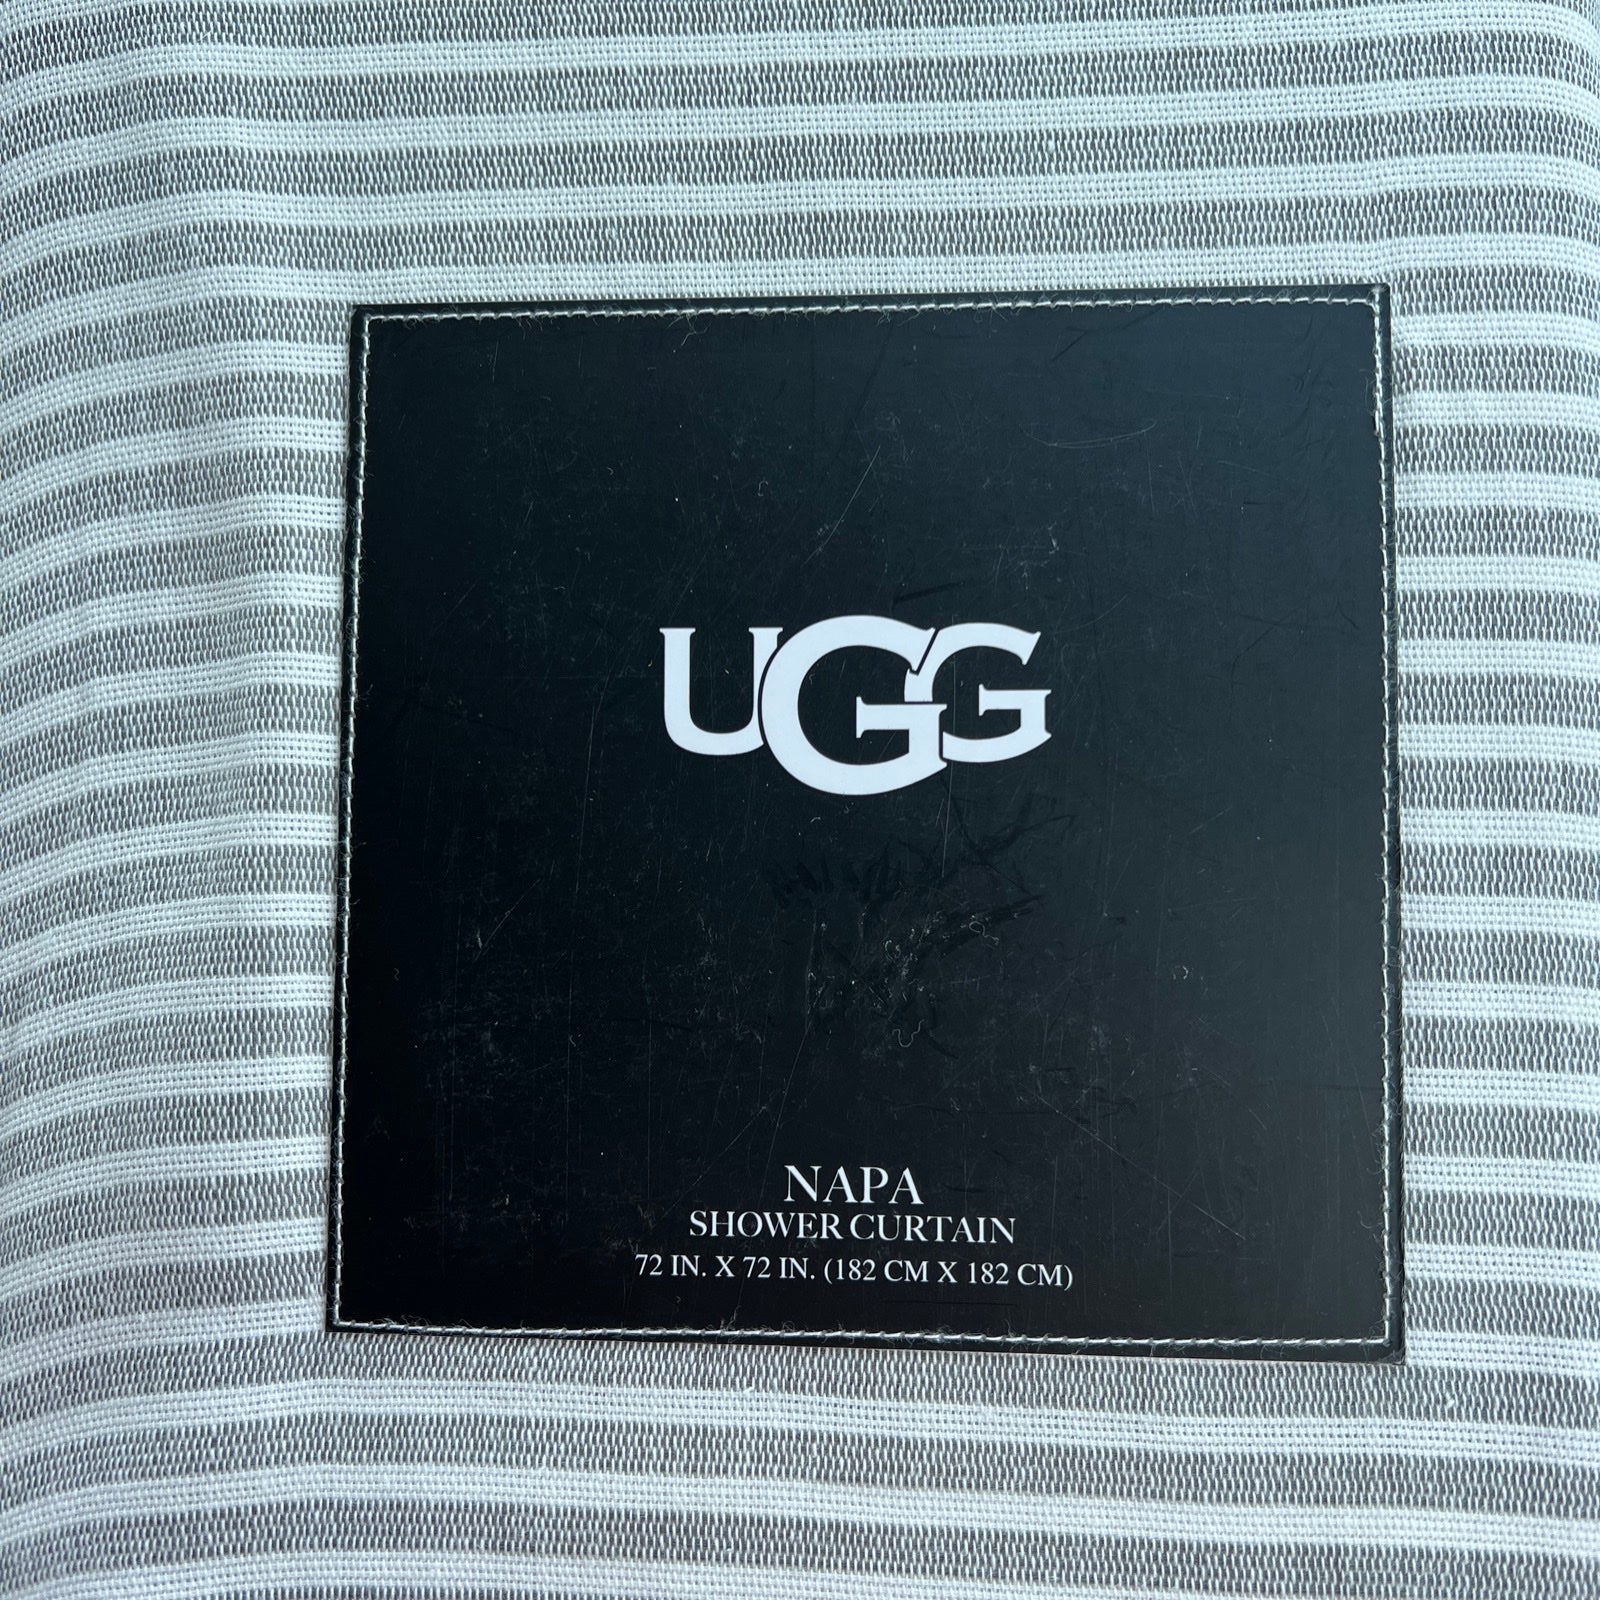 UGG
NAPA
SHOWER CURTAIN
72 IN. X 72 IN. (182 CM X 182 CM)